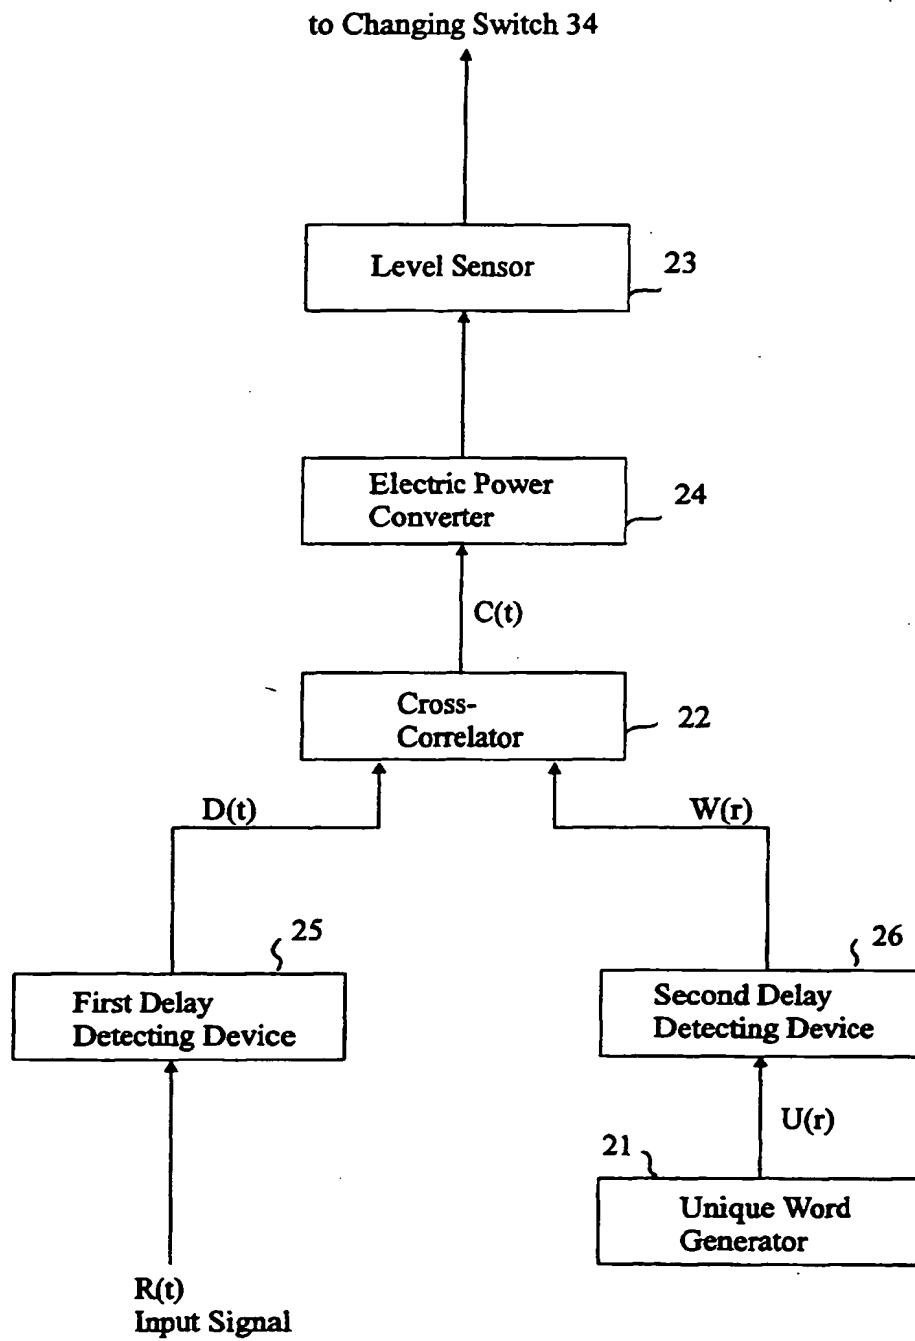 to Changing Switch 34
Level Sensor
23
Electric Power
Converter
24
C(t)
Cross-
Correlator
22
D(t)
W(r)
25
26
First Delay
Detecting Device
Second Delay
Detecting Device
U(r)
21
Unique Word
Generator
R(t)
Input Signal